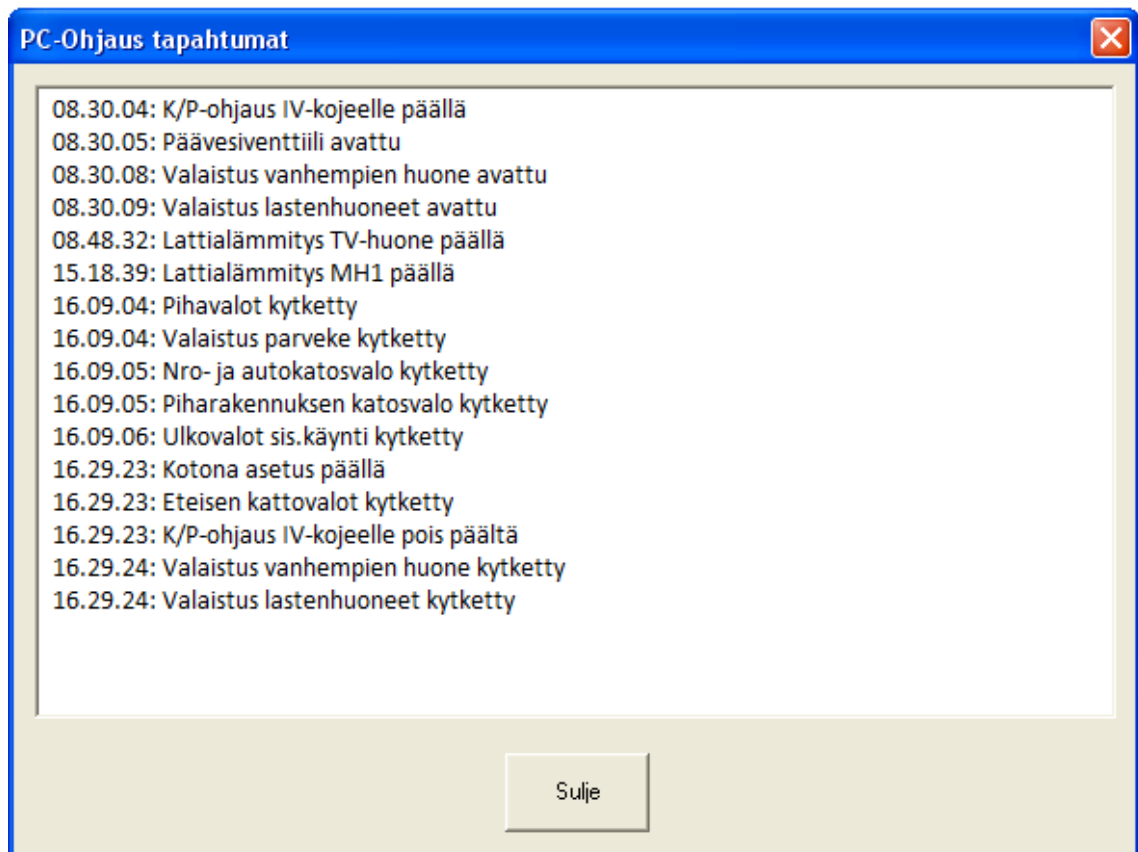 PC-Ohjaus tapahtumat
08.30.04: K/P-ohjaus IV-kojeelle päällä
08.30.05: Päävesiventtiili avattu
08.30.08: Valaistus vanhempien huone avattu
08.30.09: Valaistus lastenhuoneet avattu
08.48.32: Lattialämmitys TV-huone päällä
15.18.39: Lattialämmitys MH1 päällä
16.09.04: Pihavalot kytketty
16.09.04: Valaistus parveke kytketty
16.09.05: Nro- ja autokatosvalo kytketty
16.09.05: Piharakennuksen katosvalo kytketty
16.09.06: Ulkovalot sis.käynti kytketty
16.29.23: Kotona asetus päällä
16.29.23: Eteisen kattovalot kytketty
16.29.23: K/P-ohjaus IV-kojeelle pois päältä
16.29.24: Valaistus vanhempien huone kytketty
16.29.24: Valaistus lastenhuoneet kytketty
Sulje